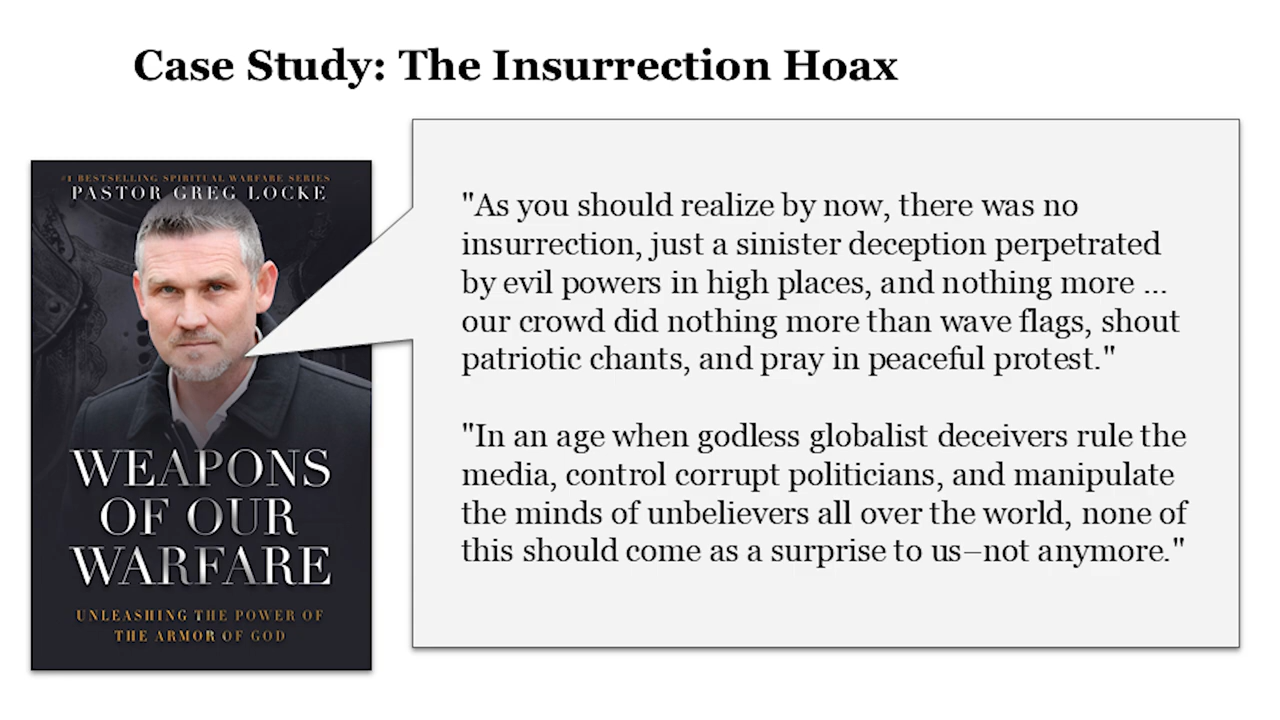 Case Study: The Insurrection Hoax
#1 BESTSELLING SPIRITUAL WARFARE SERIES
PASTOR GREG LOCKE
WEAPONS
OF OUR
WARFARE
UNLEASHING THE POWER OF
THE ARMOR OF GOD
"As you should realize by now, there was no
insurrection, just a sinister deception perpetrated
by evil powers in high places, and nothing more ...
our crowd did nothing more than wave flags, shout
patriotic chants, and pray in peaceful protest."
"In an age when godless globalist deceivers rule the
media, control corrupt politicians, and manipulate
the minds of unbelievers all over the world, none of
this should come as a surprise to us–not anymore."